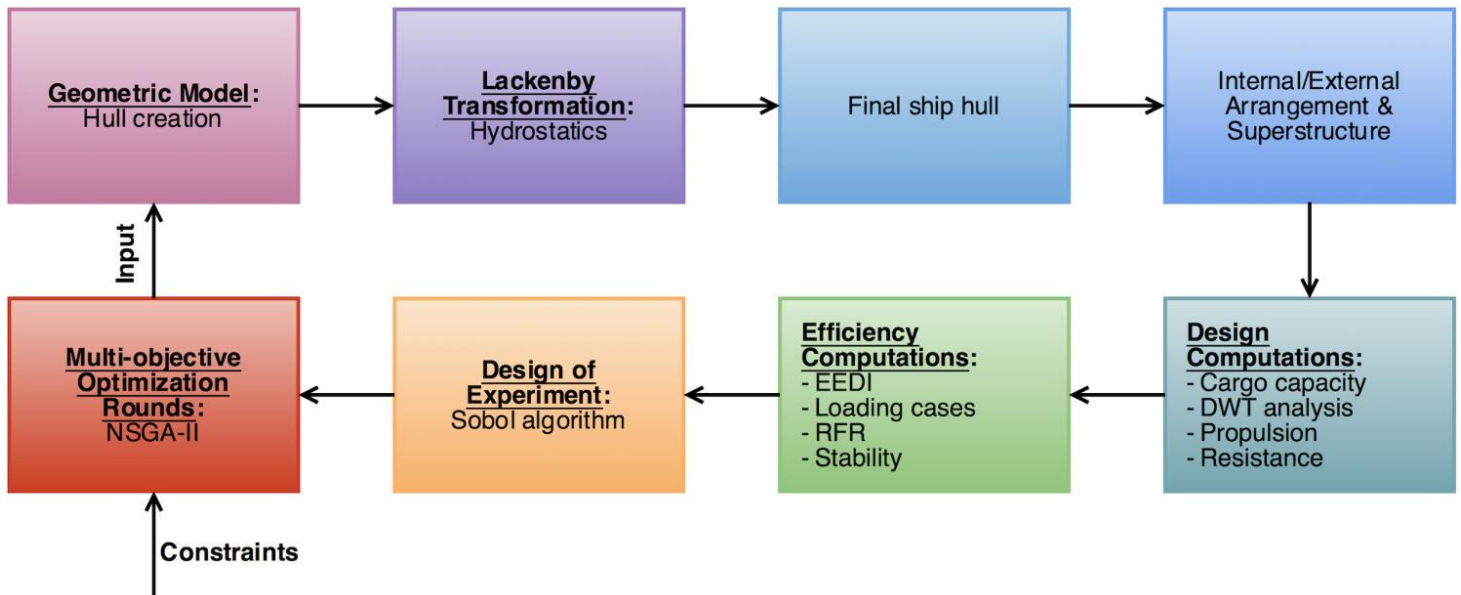 Geometric Model:
Hull creation
Lackenby
Transformation:
Hydrostatics
Final ship hull
Internal/External
Arrangement &
Superstructure
Input
Multi-objective
Optimization
Rounds:
NSGA-II
Design of
Experiment:
Sobol algorithm
Efficiency
Computations:
- EEDI
- Loading cases
- RFR
- Stability
Design
Computations:
- Cargo capacity
- DWT analysis
- Propulsion
- Resistance
Constraints